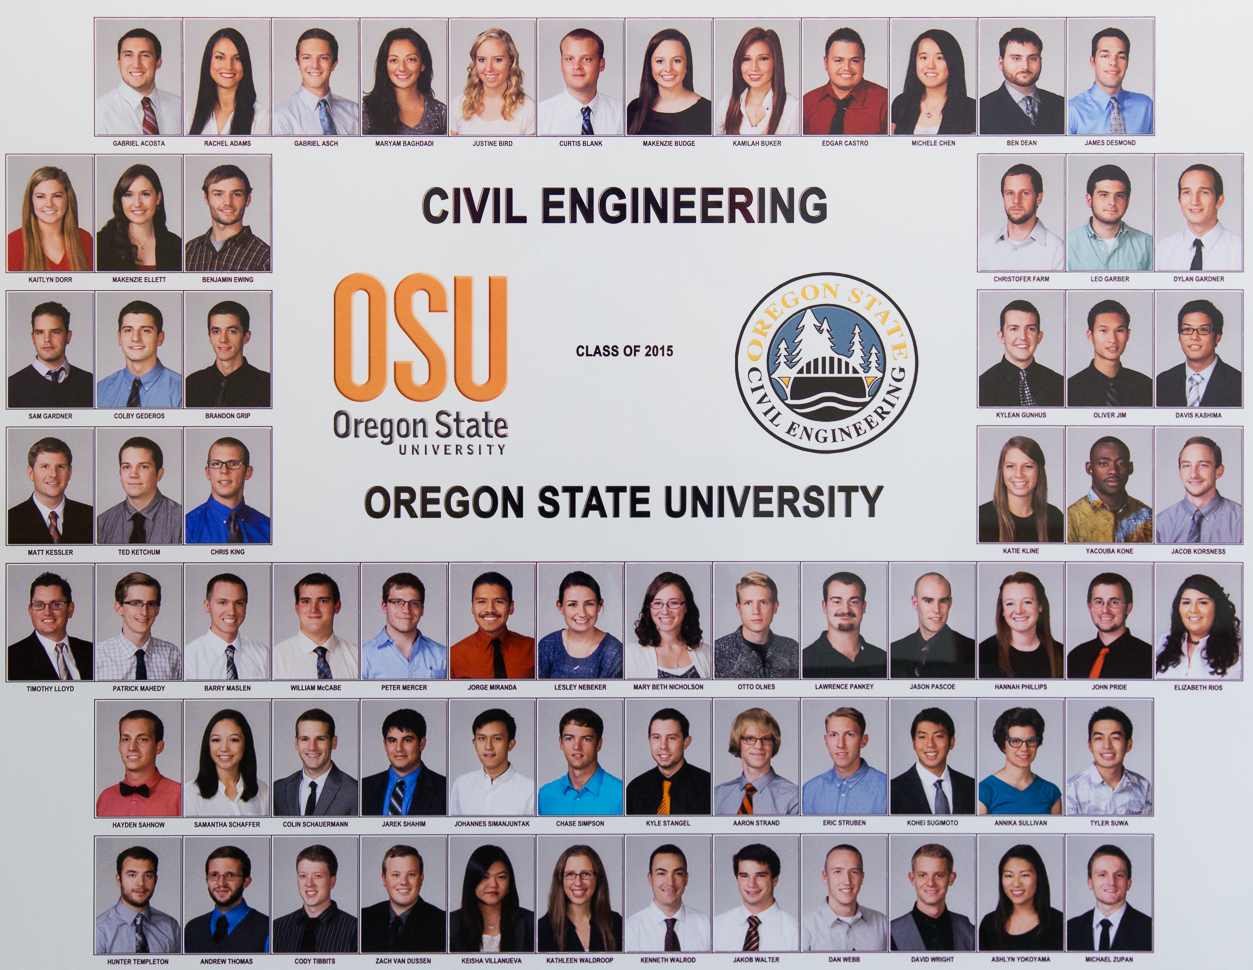 GABRIEL ACOSTA
RACHEL ADAMS
GABRIEL ASCH
MARYAM BAGHDADI
JUSTINE BIRD
CURTIS BLANK
MAKENZIE BUDGE
KAMILAH BUKER
EDGAR CASTRO
MICHELE CHEN
BEN DEAN
JAMES DESMOND
CIVIL ENGINEERING
KAITLYN DORR
MAKENZIE ELLETT
BENJAMIN EWING
CHRISTOFER FARM
LEO GARBER
DYLAN GARDNER
OSU
Oregon State
UNIVERSITY
CLASS OF 2015
OREGON STATE
CIVIL ENGINEERING
SAM GARDNER
COLBY GEDEROS
BRANDON GRIP
KYLEAN GUNHUS
OLIVER JIM
DAVIS KASHIMA
OREGON STATE UNIVERSITY
MATT KESSLER
TED KETCHUM
CHRIS KING
KATIE KLINE
YACOUBA KONE
JACOB KORSNESS
TIMOTHY LLOYD
PATRICK MAHEDY
BARRY MASLEN
WILLIAM McCABE
PETER MERCER
JORGE MIRANDA
LESLEY NEBEKER
MARY BETH NICHOLSON
OTTO OLNES
LAWRENCE PANKEY
JASON PASCOE
HANNAH PHILLIPS
JOHN PRIDE
ELIZABETH RIOS
HAYDEN SAHNOW
SAMANTHA SCHAFFER
COLIN SCHAUERMANN
JAREK SHAHIM
JOHANNES SIMANJUNTAK
CHASE SIMPSON
KYLE STANGEL
AARON STRAND
ERIC STRUBEN
KOHEI SUGIMOTO
ANNIKA SULLIVAN
TYLER SUWA
HUNTER TEMPLETON
ANDREW THOMAS
CODY TIBBITS
ZACH VAN DUSSEN
KEISHA VILLANUEVA
KATHLEEN WALDROOP
KENNETH WALROD
JAKOB WALTER
DAN WEBB
DAVID WRIGHT
ASHLYN YOKOYAMA
MICHAEL ZUPAN